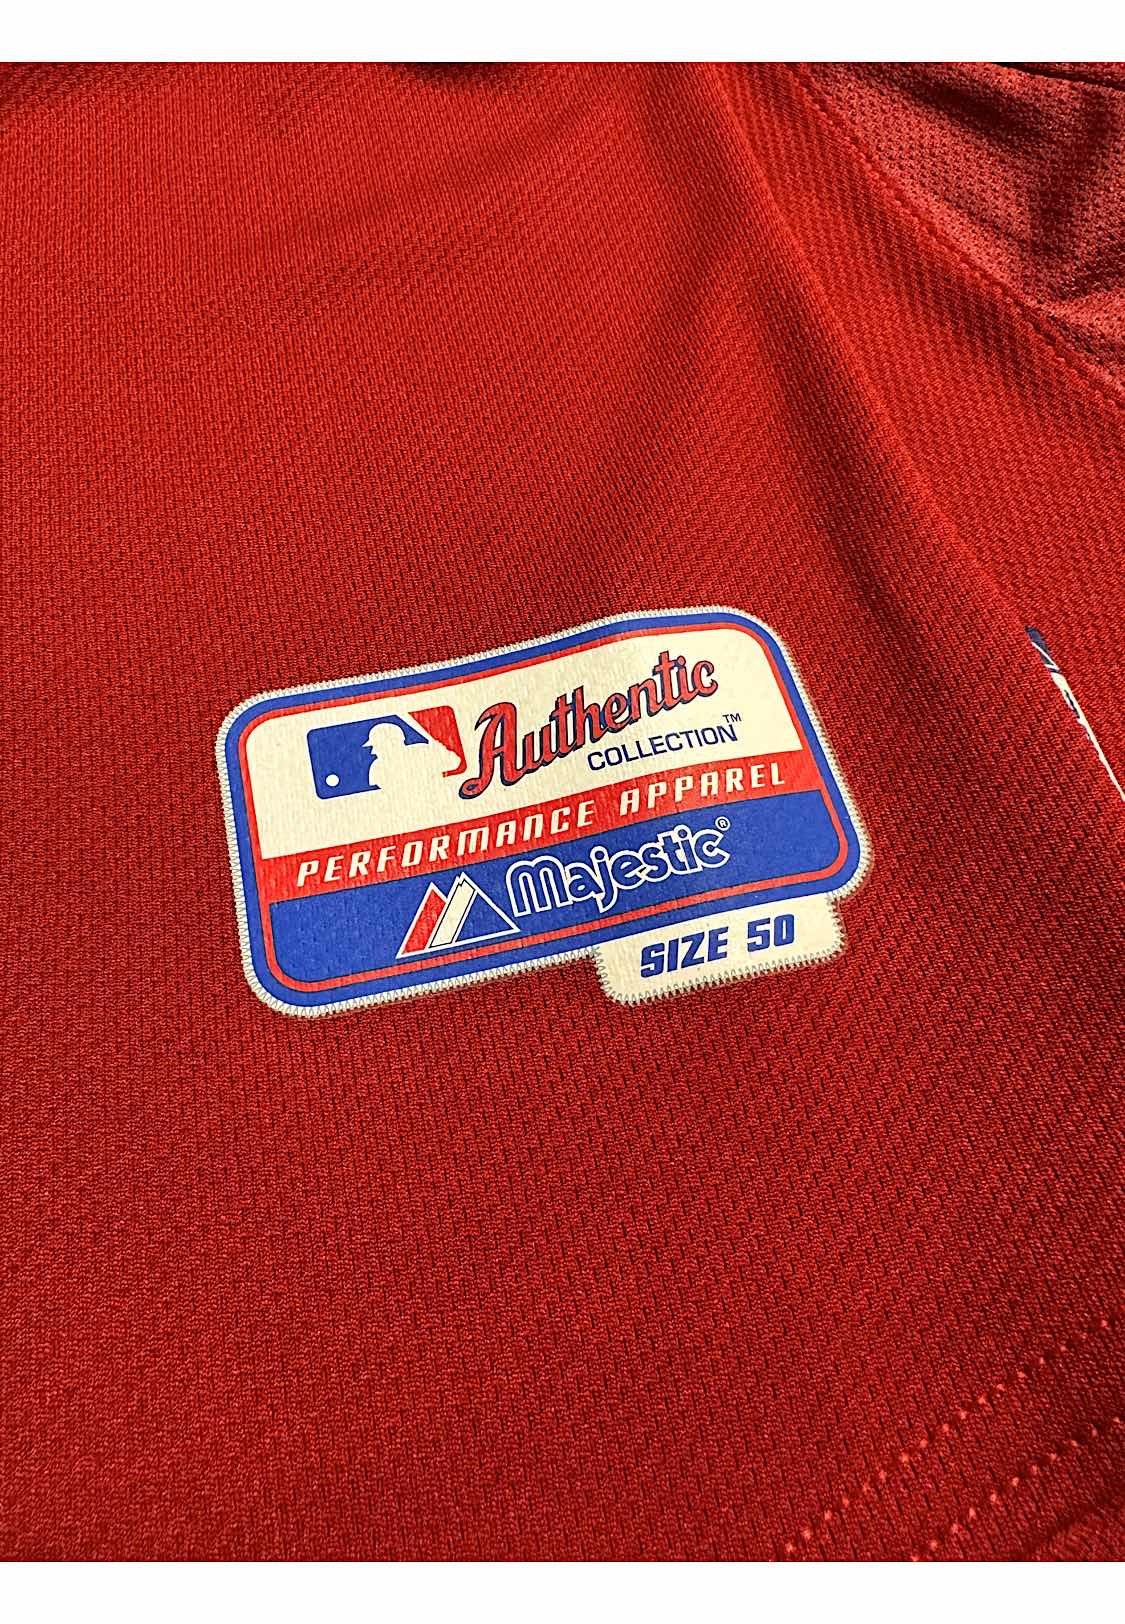 Authentic
COLLECTION™
PERFORMANCE APPAREL
Majestic®
SIZE 50